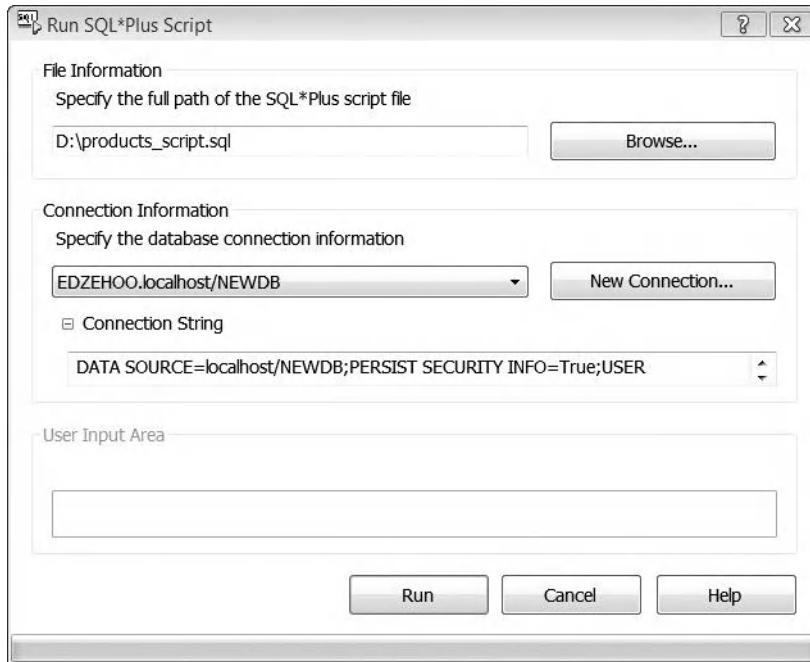 Run SQL*Plus Script
File Information
Specify the full path of the SQL*Plus script file
D:\products_script.sql
Browse...
Connection Information
Specify the database connection information
EDZEHOO.localhost/NEWDB
New Connection...
Connection String
DATA SOURCE=localhost/NEWDB;PERSIST SECURITY INFO=True;USER
User Input Area
Run
Cancel
Help